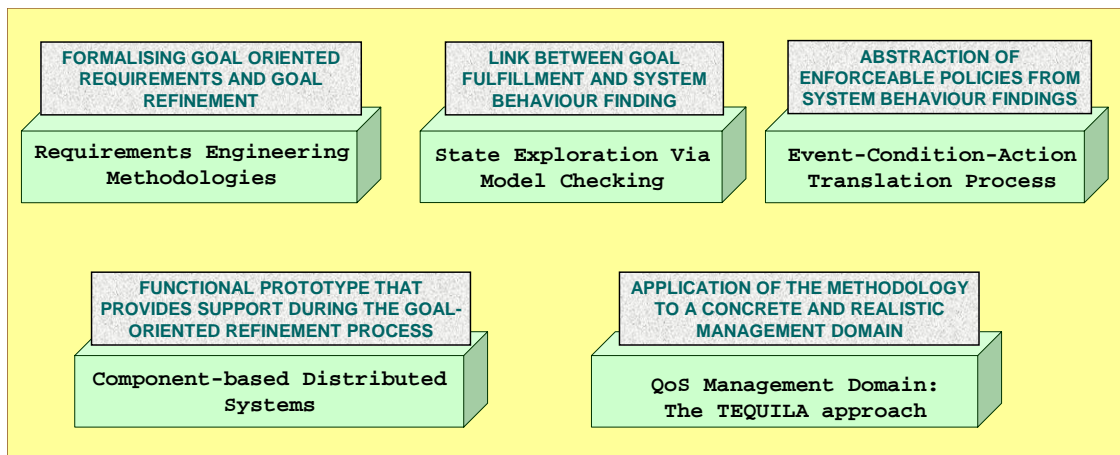 FORMALISING GOAL ORIENTED
REQUIREMENTS AND GOAL
REFINEMENT
Requirements Engineering
Methodologies
LINK BETWEEN GOAL
FULFILLMENT AND SYSTEM
BEHAVIOUR FINDING
State Exploration Via
Model Checking
ABSTRACTION OF
ENFORCEABLE POLICIES FROM
SYSTEM BEHAVIOUR FINDINGS
Event-Condition-Action
Translation Process
FUNCTIONAL PROTOTYPE THAT
PROVIDES SUPPORT DURING THE GOAL-
ORIENTED REFINEMENT PROCESS
Component-based Distributed
Systems
APPLICATION OF THE METHODOLOGY
TO A CONCRETE AND REALISTIC
MANAGEMENT DOMAIN
QoS Management Domain:
The TEQUILA approach